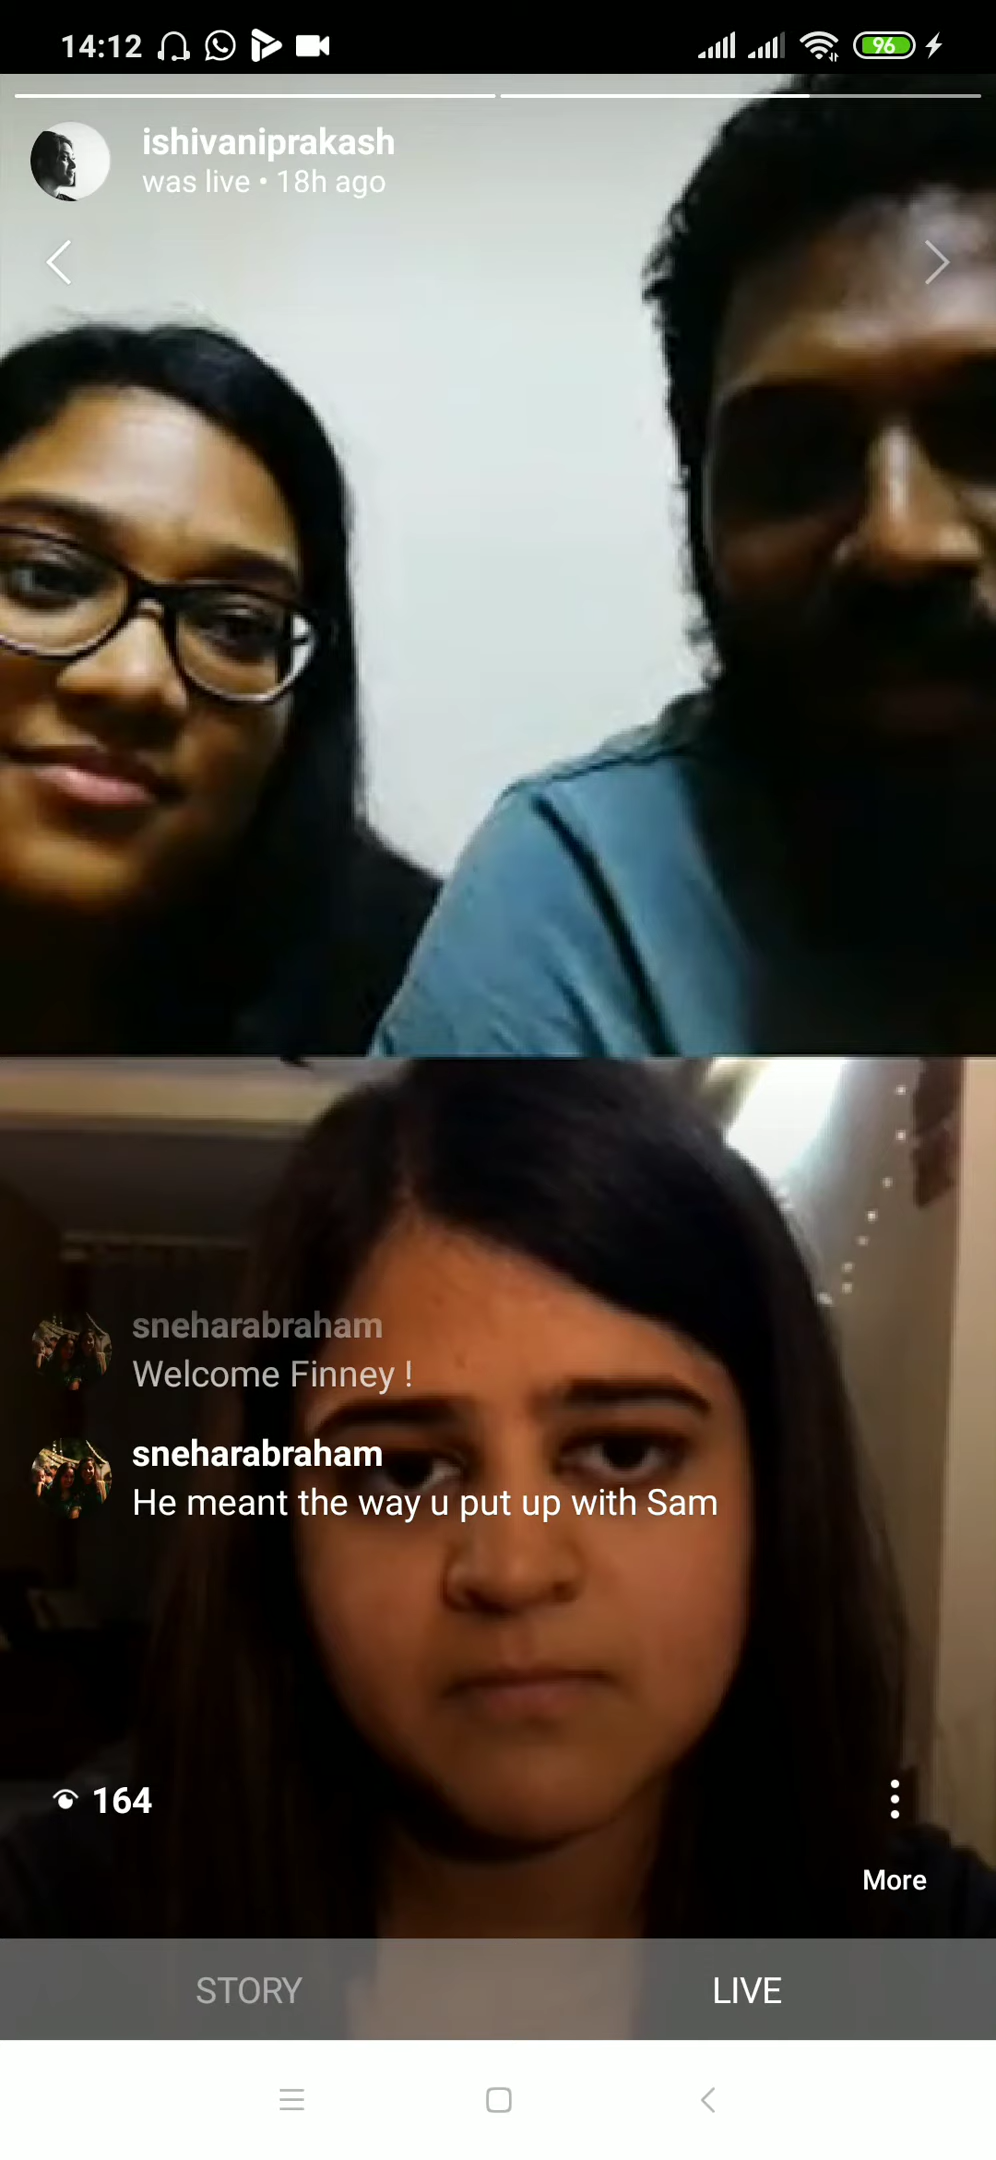 14:12
96
ishivaniprakash
was live • 18h ago
sneharabraham
Welcome Finney !
sneharabraham
He meant the way u put up with Sam
164
More
STORY
LIVE